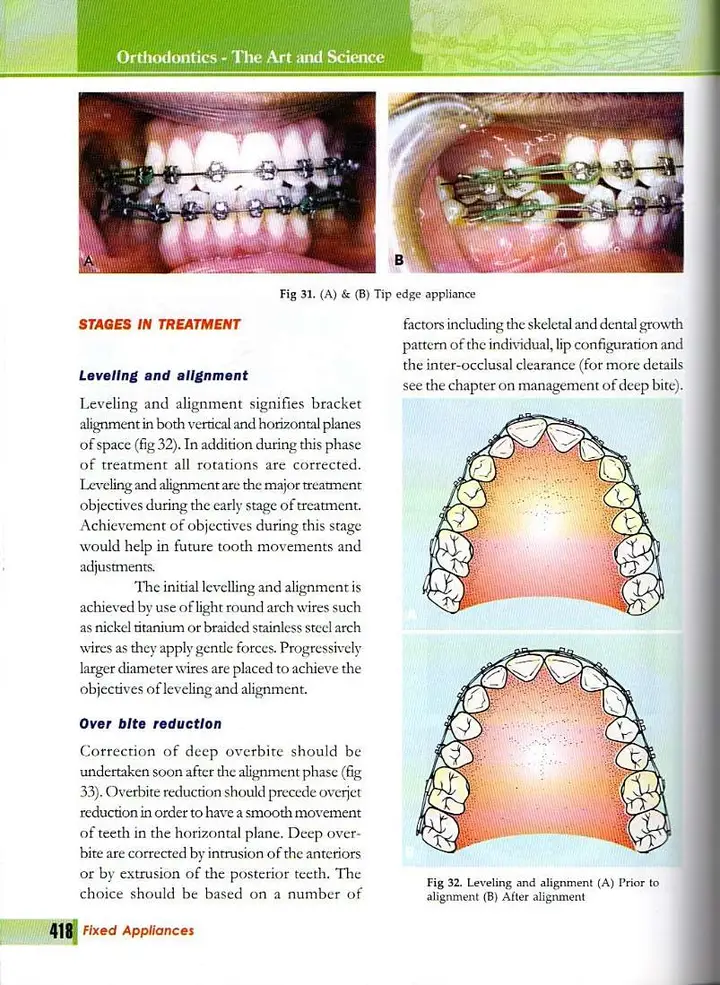 Orthodontics - The Art and Science
A
B
Fig 31. (A) & (B) Tip edge appliance
STAGES IN TREATMENT
Leveling and alignment
Leveling and alignment signifies bracket
alignment in both vertical and horizontal planes
of space (fig 32). In addition during this phase
of treatment all rotations are corrected.
Leveling and alignment are the major treatment
objectives during the early stage of treatment.
Achievement of objectives during this stage
would help in future tooth movements and
adjustments.
The initial levelling and alignment is
achieved by use of light round arch wires such
as nickel titanium or braided stainless steel arch
wires as they apply gentle forces. Progressively
larger diameter wires are placed to achieve the
objectives of leveling and alignment.
Over bite reduction
Correction of deep overbite should be
undertaken soon after the alignment phase (fig
33). Overbite reduction should precede overjet
reduction in order to have a smooth movement
of teeth in the horizontal plane. Deep over-
bite are corrected by intrusion of the anteriors
or by extrusion of the posterior teeth. The
choice should be based on a number of
factors including the skeletal and dental growth
pattern of the individual, lip configuration and
the inter-occlusal clearance (for more details
see the chapter on management of deep bite).
A
B
Fig 32. Leveling and alignment (A) Prior to
alignment (B) After alignment
418 Fixed Appliances